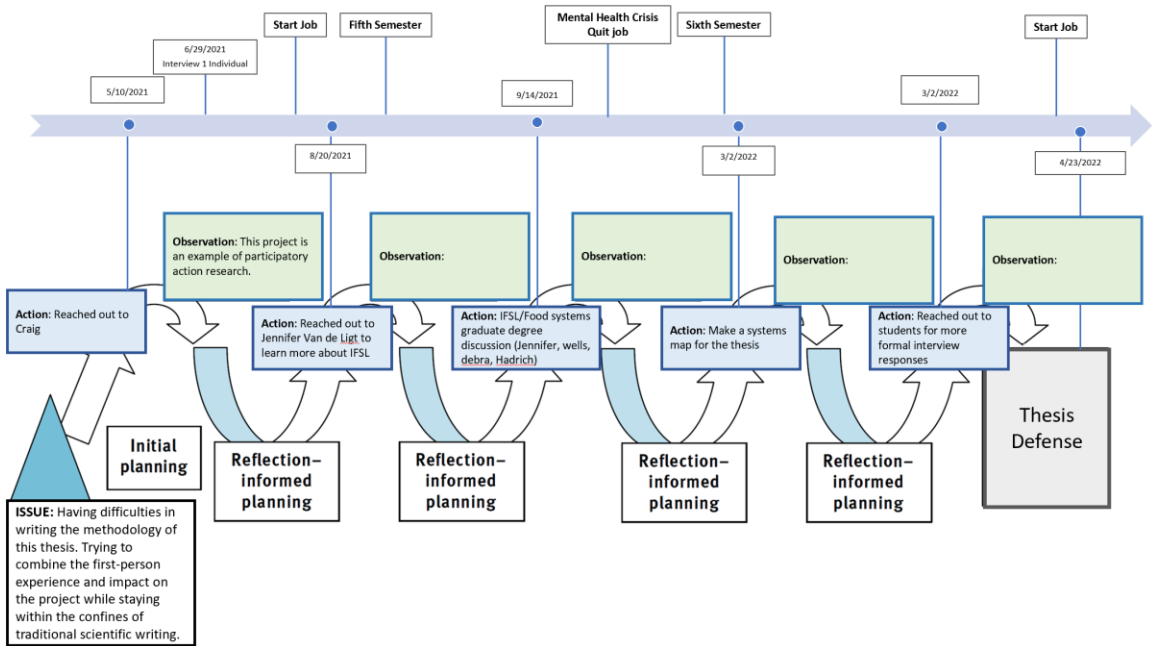 Mental Health Crisis
Quit job
Start Job
Fifth Semester
Sixth Semester
Start Job
6/29/2021
Interview 1 Individual
5/10/2021
9/14/2021
3/2/2022
8/20/2021
3/2/2022
4/23/2022
Observation: This project is
an example of participatory
action research.
Observation:
Observation:
Observation:
Observation:
Action: Reached out to
Craig
Action: Reached out to
Jennifer Van de Ligt to
learn more about IFSL
Action: IFSL/Food systems
graduate degree
discussion (Jennifer, wells,
debra, Hadrich)
Action: Make a systems
map for the thesis
Action: Reached out to
students for more
formal interview
responses
Thesis
Defense
Initial
planning
Reflection–
informed
planning
Reflection–
informed
planning
Reflection–
informed
planning
Reflection–
informed
planning
ISSUE: Having difficulties in
writing the methodology of
this thesis. Trying to
combine the first-person
experience and impact on
the project while staying
within the confines of
traditional scientific writing.